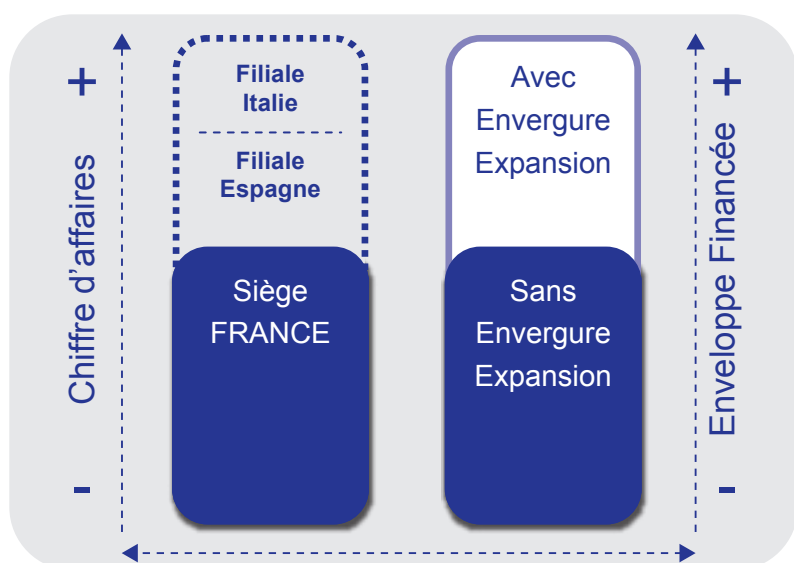 +
Chiffre d'affaires
-
Filiale
Italie
Filiale
Espagne
Siège
FRANCE
Avec
Envergure
Expansion
Sans
Envergure
Expansion
+
Enveloppe Financée
-